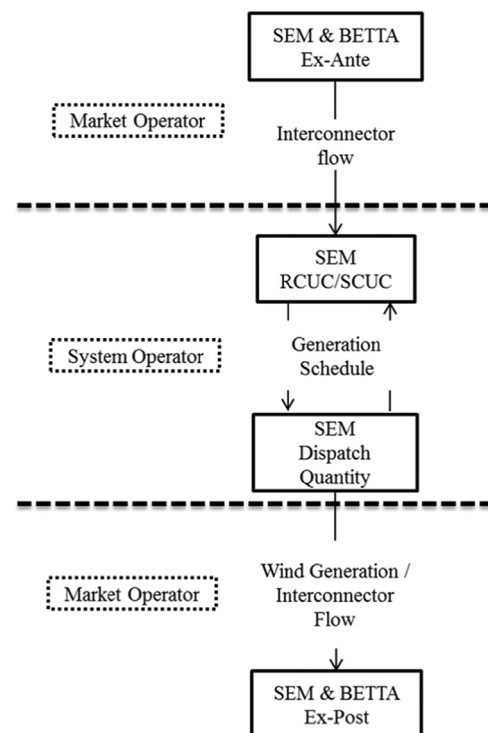 SEM & BETTA
Ex-Ante
Market Operator
Interconnector
flow
SEM
RCUC/SCUC
System Operator
Generation
Schedule
SEM
Dispatch
Quantity
Market Operator
Wind Generation /
Interconnector
Flow
SEM & BETTA
Ex-Post